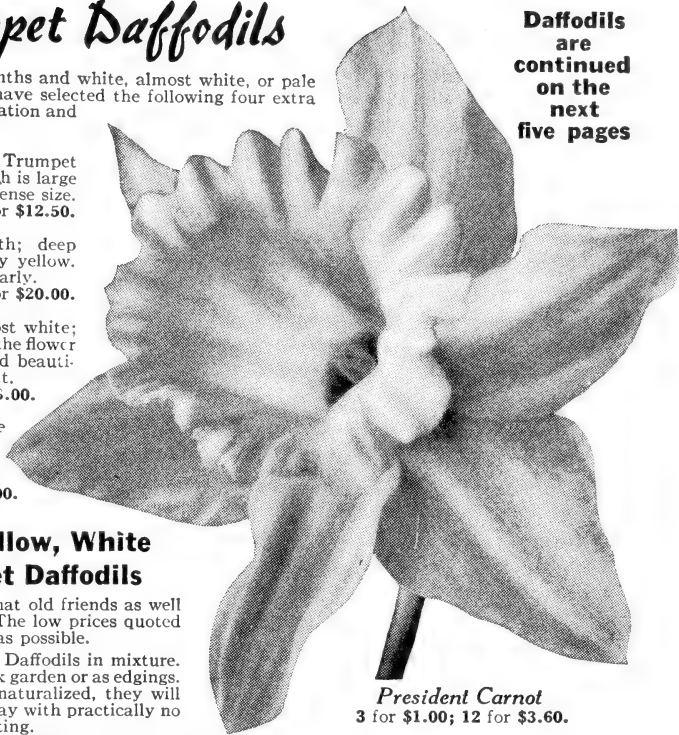 pet Daffodils
Daffodils
are
continued
on the
next
five pages
nths and white, almost white, or pale
have selected the following four extra
ation and
Trumpet
h is large
ense size.
r $12.50.
th; deep
y yellow.
arly.
r $20.00.
st white;
the flower
d beauti-
t.
5.00.
e
00.
llow, White
et Daffodils
hat old friends as well
The low prices quoted
as possible.
Daffodils in mixture.
k garden or as edgings.
naturalized, they will
ay with practically no
ting.
President Carnot
3 for $1.00; 12 for $3.60.